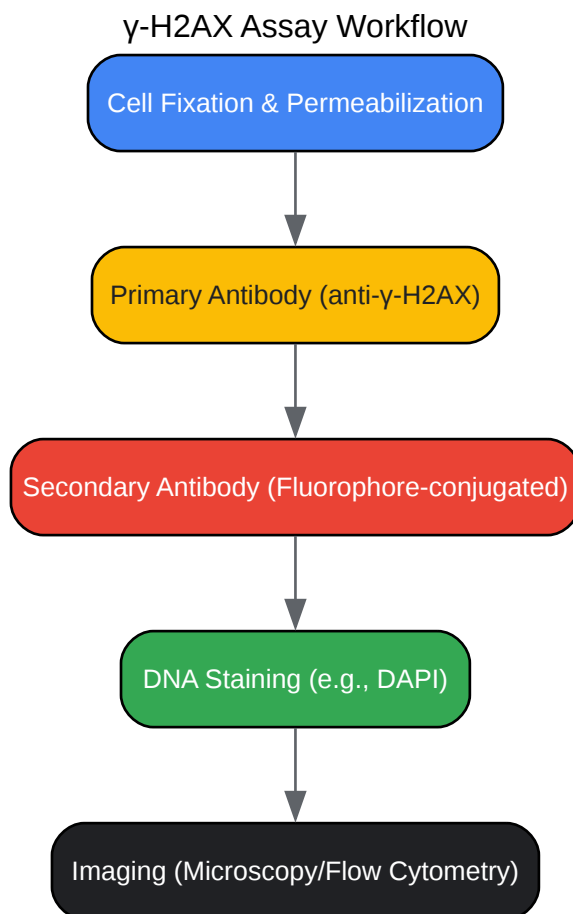 γ-H2AX Assay Workflow
Cell Fixation & Permeabilization
Primary Antibody (anti-γ-H2AX)
Secondary Antibody (Fluorophore-conjugated)
DNA Staining (e.g., DAPI)
Imaging (Microscopy/Flow Cytometry)